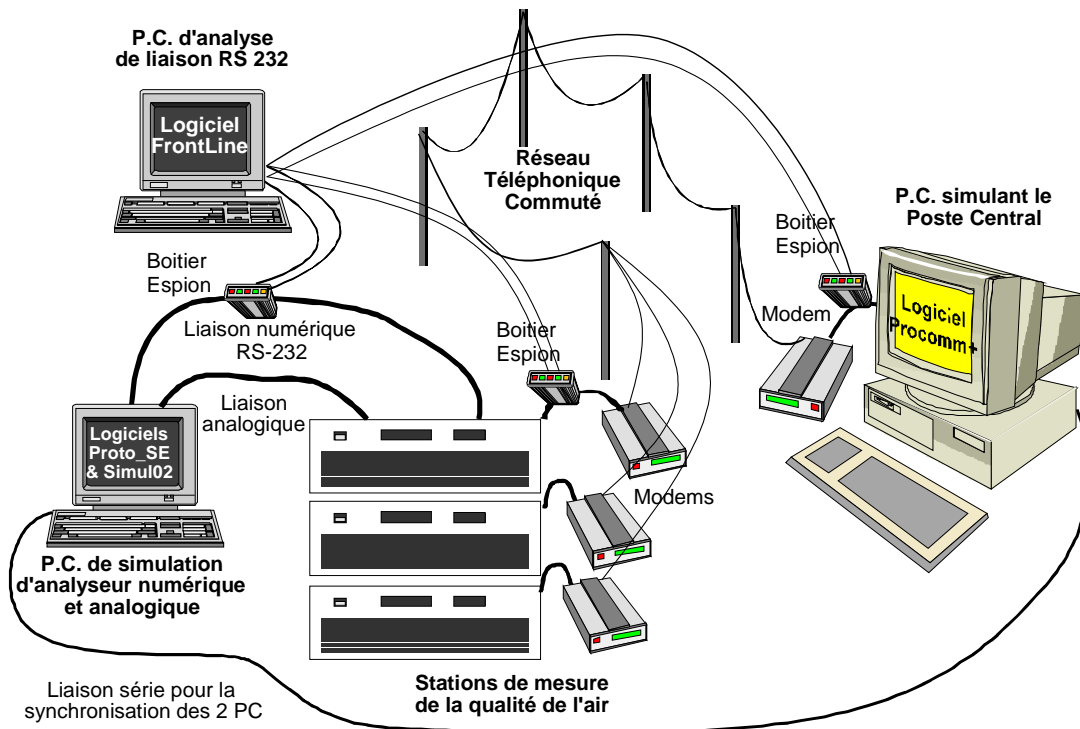 P.C. d'analyse
de liaison RS 232
Logiciel
FrontLine
Réseau
Téléphonique
Commuté
P.C. simulant le
Poste Central
Boitier
Espion
Logiciel
Procomm+
Modem
Boitier
Espion
Liaison numérique
RS-232
Boitier
Espion
Liaison
analogique
Logiciels
Proto_SE
& Simul02
Modems
P.C. de simulation
d'analyseur numérique
et analogique
Stations de mesure
de la qualité de l'air
Liaison série pour la
synchronisation des 2 PC